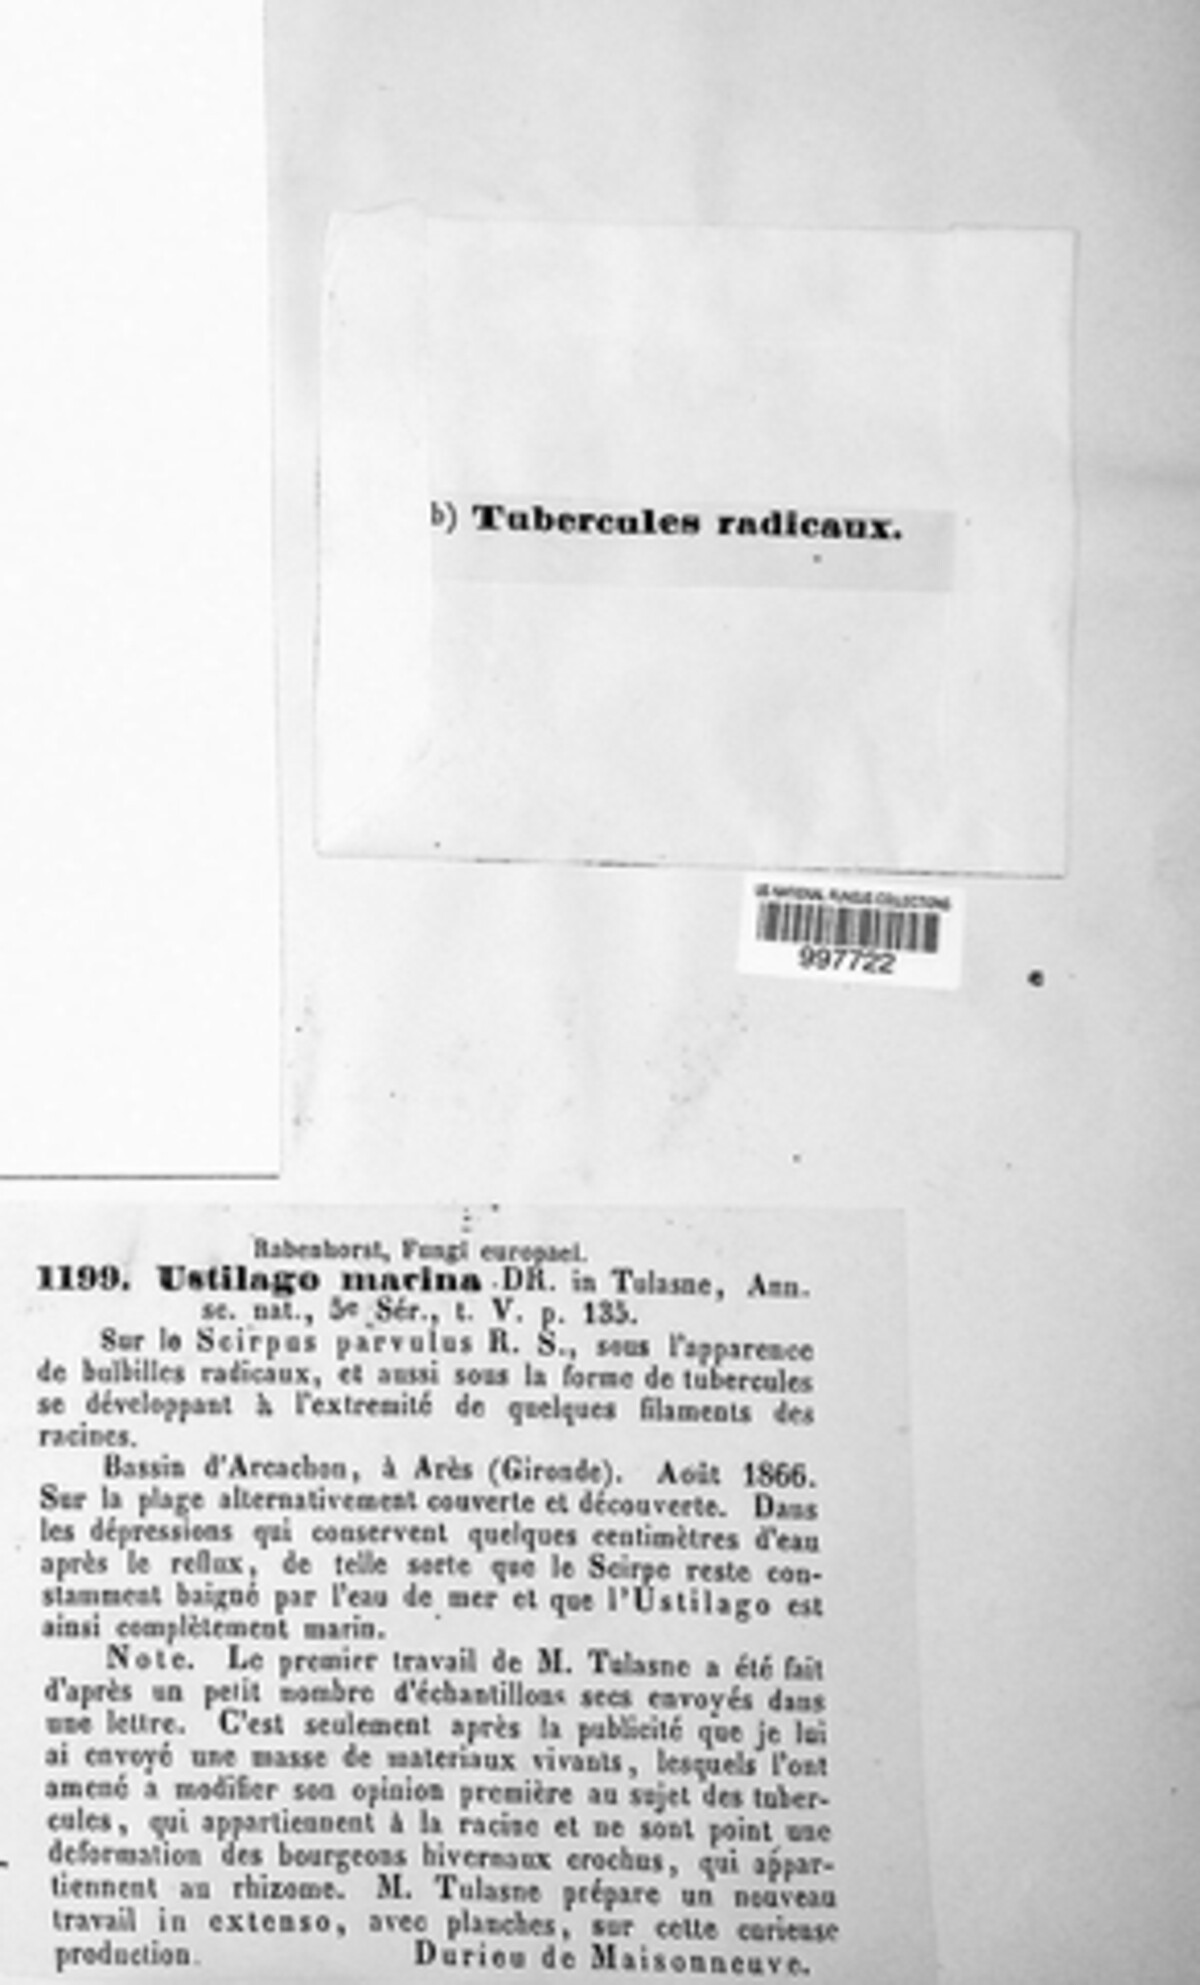 b) Tubercules radicaux.
US NATIONAL FUNGUS COLLECTIONS
997722
Rabenhorst, Fungi europaei.
1199. Ustilago marina DR. in Tulasne, Ann.
sc. nat., 5e Sér., t. V. p. 135.
Sur le Scirpus parvulus R. S., sous l'apparence
de bulbilles radicaux, et aussi sous la forme de tubercules
se développant à l'extremité de quelques filaments des
racines.
Bassin d'Arcachon, à Arès (Gironde). Août 1866.
Sur la plage alternativement couverte et découverte. Dans
les dépressions qui conservent quelques centimètres d'eau
après le reflux, de telle sorte que le Scirpe reste con-
stamment baigné par l'eau de mer et que l'Ustilago est
ainsi complètement marin.
Note. Le premier travail de M. Tulasne a été fait
d'après un petit nombre d'échantillons secs envoyés dans
une lettre. C'est seulement après la publicité que je lui
ai envoyé une masse de materiaux vivants, lesquels l'ont
amené a modifier son opinion première au sujet des tuber-
cules, qui appartiennent à la racine et ne sont point une
deformation des bourgeons hivernaux crochus, qui appar-
tiennent au rhizome. M. Tulasne prépare un nouveau
travail in extenso, avec planches, sur cette curieuse
production. Durieu de Maisonneuve.